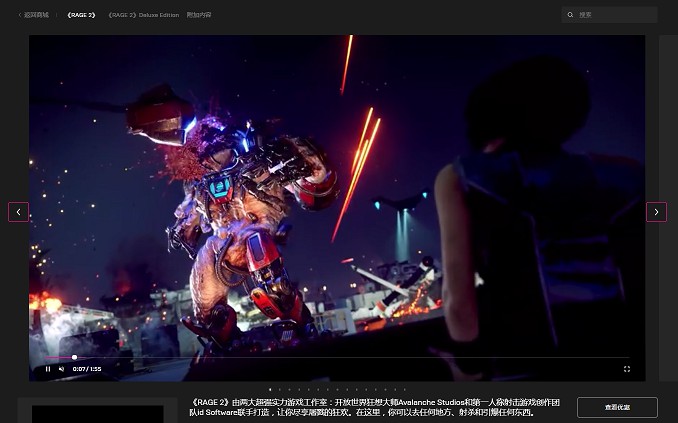 返回商城 《RAGE 2》 《RAGE 2》Deluxe Edition 附加内容 搜索
0:07 / 1:55
《RAGE 2》由两大超强实力游戏工作室：开放世界狂想大师Avalanche Studios和第一人称射击游戏创作团
队id Software联手打造，让你尽享屠戮的狂欢。在这里，你可以去任何地方、射杀和引爆任何东西。
查看优惠